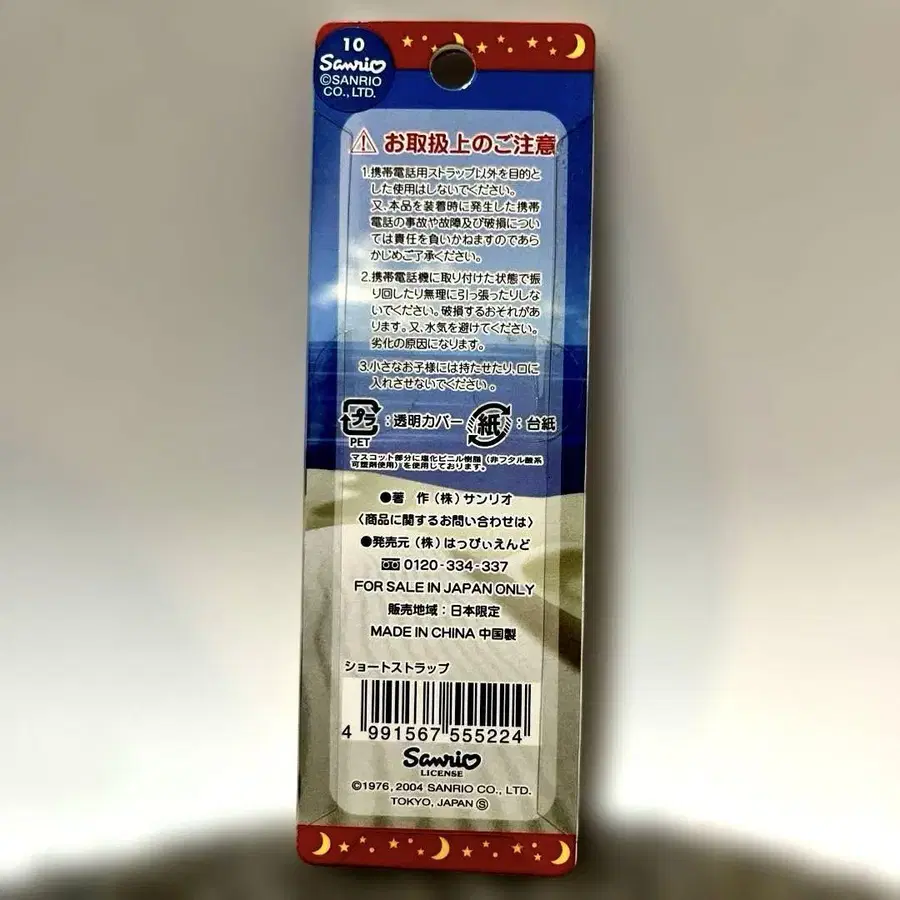 10
Sanrio
©SANRIO
CO., LTD.
⚠ お取扱上のご注意
1.携帯電話用ストラップ以外を目的と
した使用はしないでください。
又、本品を装着時に発生した携帯
電話の事故や故障及び破損につい
ては責任を負いかねますのであら
かじめご了承ください。
2.携帯電話機に取り付けた状態で振
り回したり無理に引っ張ったりしな
いでください。破損するおそれがあ
ります。又、水気を避けてください。
劣化の原因になります。
3.小さなお子様には持たせたり、口に
入れさせないでください。
プラ:透明カバー 紙:台紙
PET
マスコット部分に塩化ビニル樹脂(非フタル酸系
可塑剤使用)を使用しております。
●著 作(株)サンリオ
〈商品に関するお問い合わせは〉
●発売元(株)はっぴぃえんど
0120-334-337
FOR SALE IN JAPAN ONLY
販売地域:日本限定
MADE IN CHINA 中国製
ショートストラップ
4 991567 555224
Sanrio
LICENSE
©1976, 2004 SANRIO CO., LTD.
TOKYO, JAPAN Ⓢ